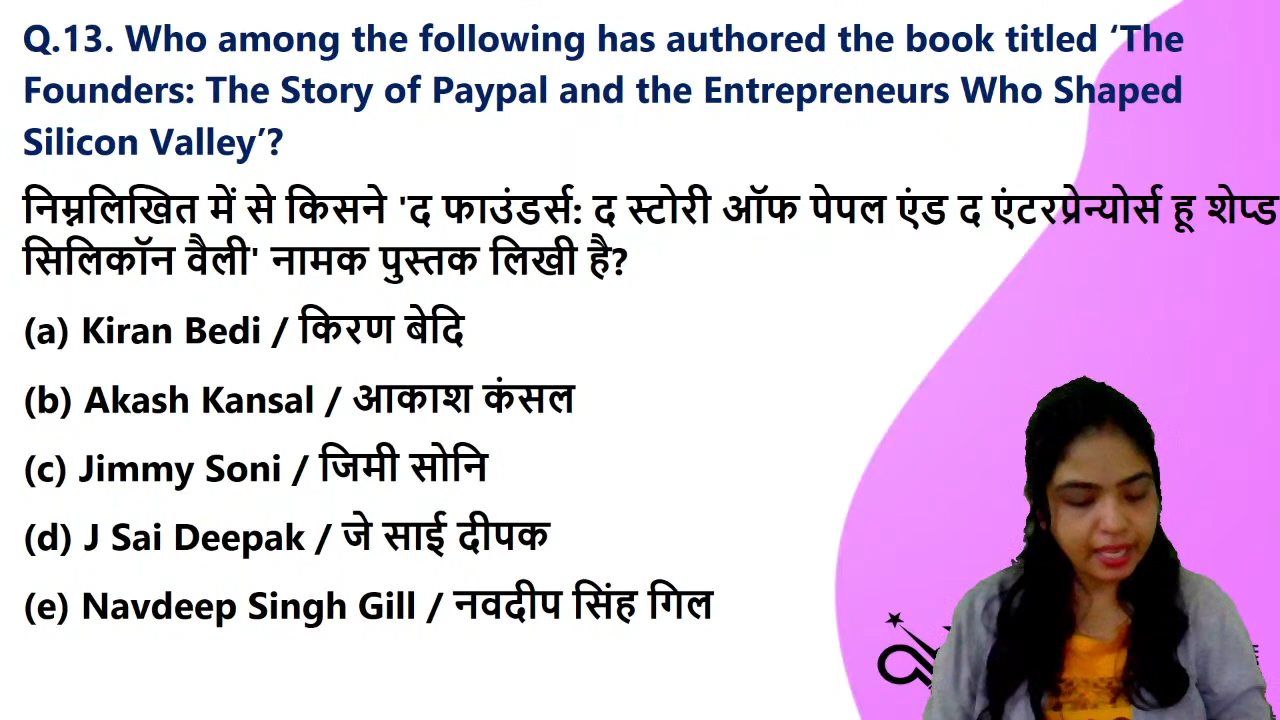 Q.13. Who among the following has authored the book titled ‘The
Founders: The Story of Paypal and the Entrepreneurs Who Shaped
Silicon Valley’?
निम्नलिखित में से किसने 'द फाउंडर्स: द स्टोरी ऑफ पेपल एंड द एंटरप्रेन्योर्स हू शेप्ड
सिलिकॉन वैली' नामक पुस्तक लिखी है?
(a) Kiran Bedi / किरण बेदि
(b) Akash Kansal / आकाश कंसल
(c) Jimmy Soni / जिमी सोनि
(d) J Sai Deepak / जे साई दीपक
(e) Navdeep Singh Gill / नवदीप सिंह गिल